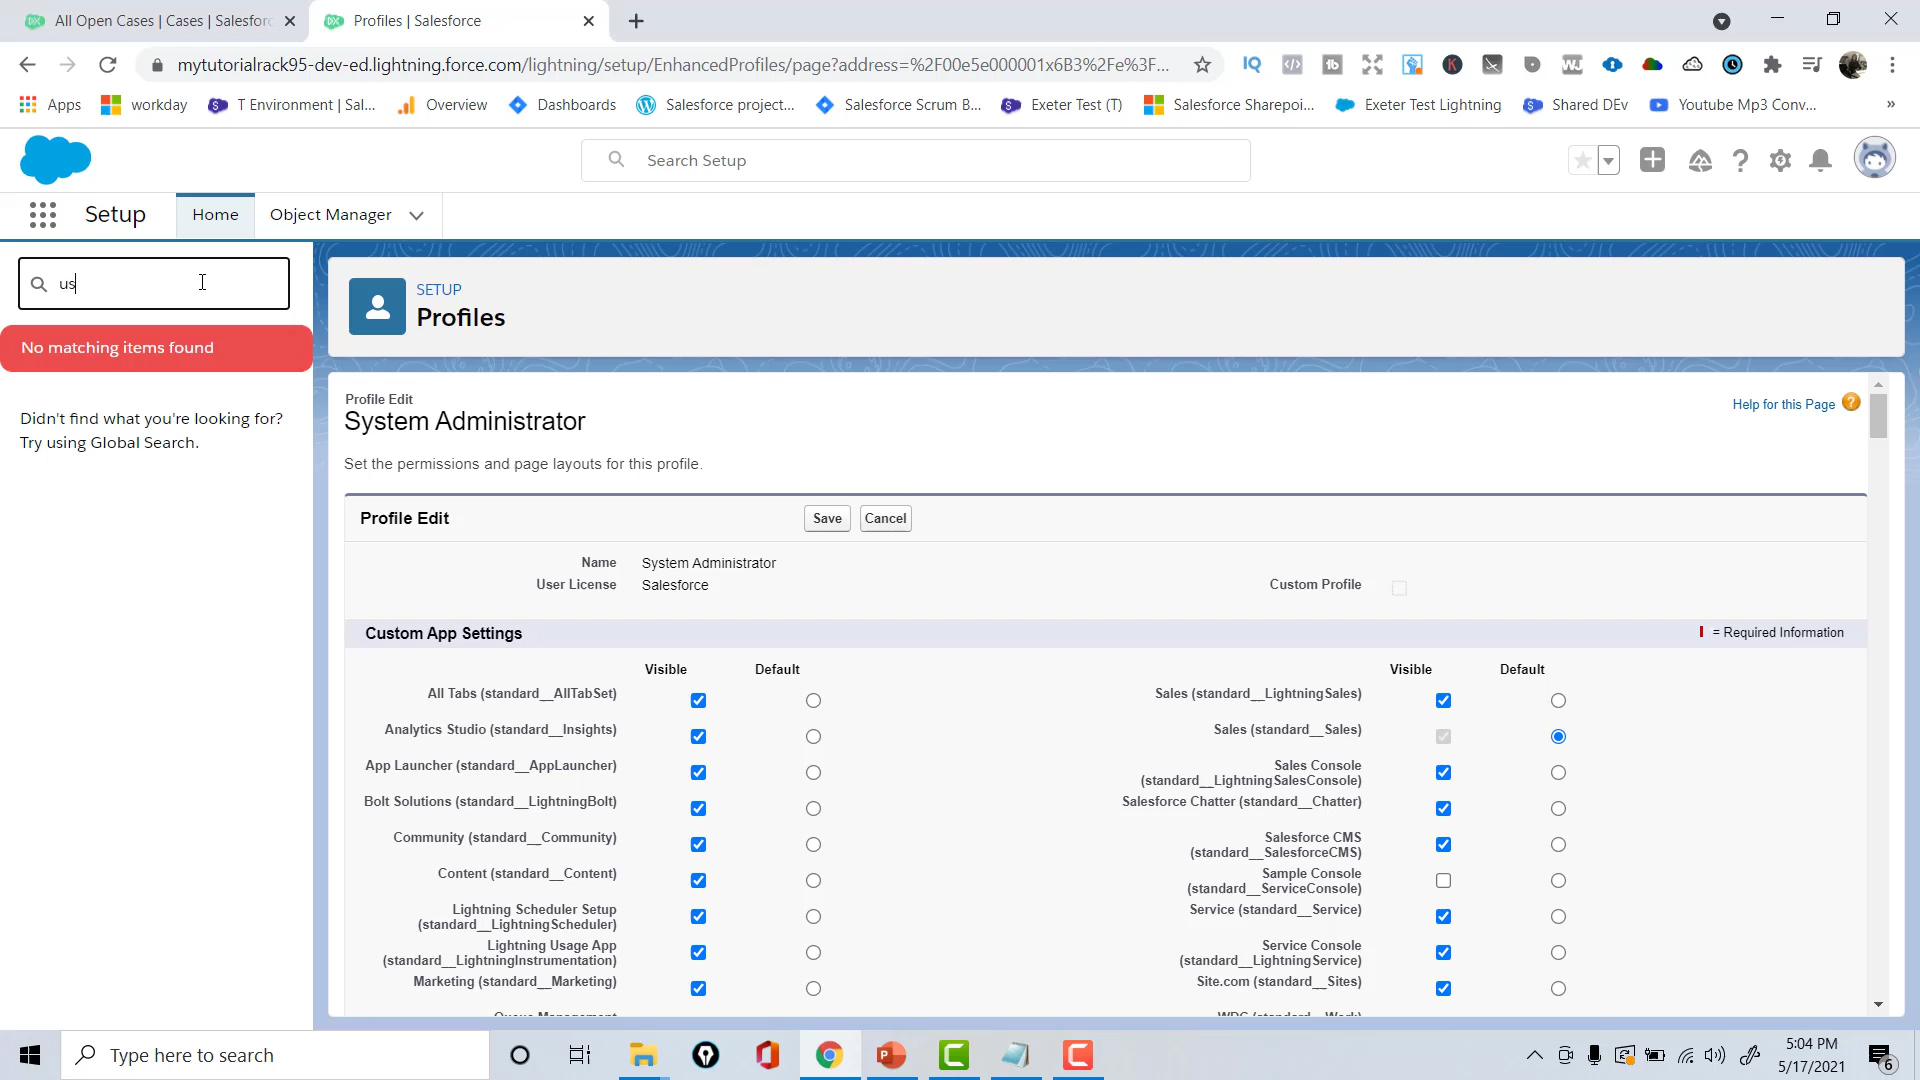 All Open Cases | Cases | Salesforc
Profiles | Salesforce
mytutorialrack95-dev-ed.lightning.force.com/lightning/setup/EnhancedProfiles/page?address=%2F00e5e000001x6B3%2Fe%3F...
Apps
workday
T Environment | Sal...
Overview
Dashboards
Salesforce project...
Salesforce Scrum B...
Exeter Test (T)
Salesforce Sharepoi...
Exeter Test Lightning
Shared DEv
Youtube Mp3 Conv...
»
Search Setup
Setup
Home
Object Manager
us
No matching items found
Didn't find what you're looking for?
Try using Global Search.
SETUP
Profiles
Profile Edit
System Administrator
Help for this Page
Set the permissions and page layouts for this profile.
Profile Edit
Save
Cancel
Name System Administrator
User License Salesforce
Custom Profile
Custom App Settings
= Required Information
Visible Default
Visible Default
All Tabs (standard__AllTabSet)
Sales (standard__LightningSales)
Analytics Studio (standard__Insights)
Sales (standard__Sales)
App Launcher (standard__AppLauncher)
Sales Console
(standard__LightningSalesConsole)
Bolt Solutions (standard__LightningBolt)
Salesforce Chatter (standard__Chatter)
Community (standard__Community)
Salesforce CMS
(standard__SalesforceCMS)
Content (standard__Content)
Sample Console
(standard__ServiceConsole)
Lightning Scheduler Setup
(standard__LightningScheduler)
Service (standard__Service)
Lightning Usage App
(standard__LightningInstrumentation)
Service Console
(standard__LightningService)
Marketing (standard__Marketing)
Site.com (standard__Sites)
Queue Management
WDC (standard__Work)
Type here to search
5:04 PM
5/17/2021
6